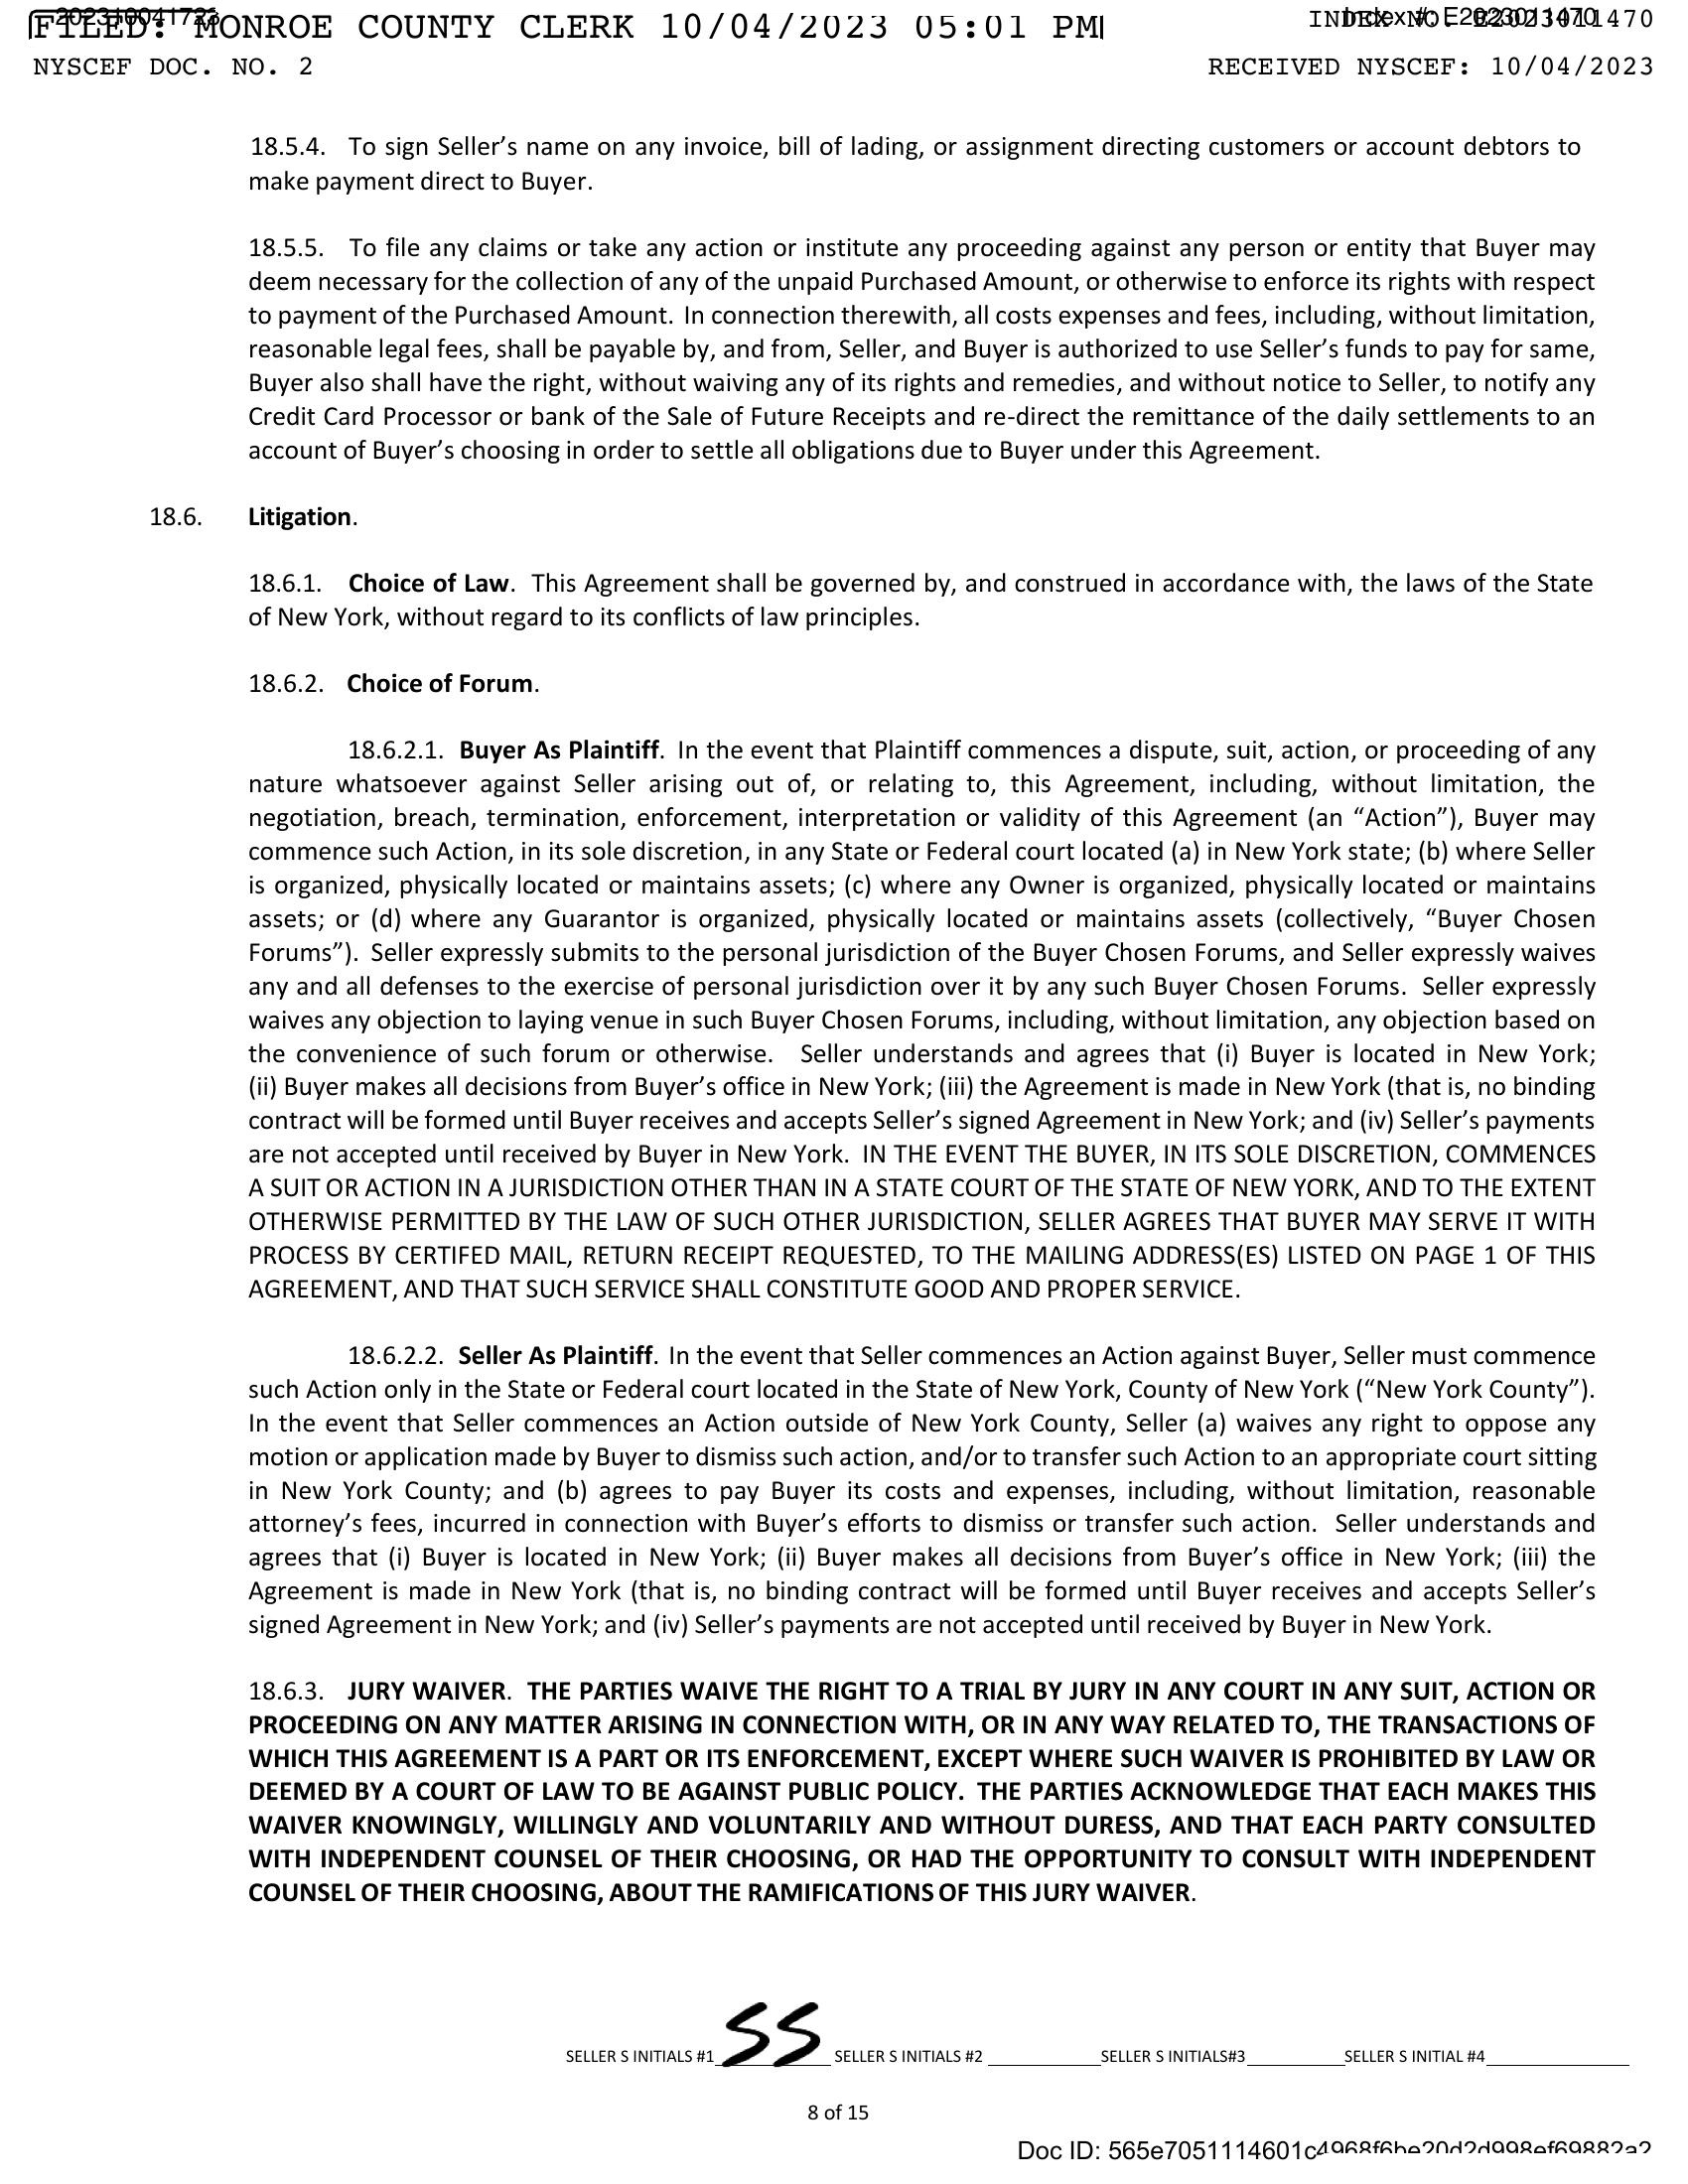 202310041723
Index #: E2023011470
FILED: MONROE COUNTY CLERK 10/04/2023 05:01 PM
INDEX NO. E2023011470
NYSCEF DOC. NO. 2
RECEIVED NYSCEF: 10/04/2023
18.5.4. To sign Seller’s name on any invoice, bill of lading, or assignment directing customers or account debtors to
make payment direct to Buyer.
18.5.5. To file any claims or take any action or institute any proceeding against any person or entity that Buyer may
deem necessary for the collection of any of the unpaid Purchased Amount, or otherwise to enforce its rights with respect
to payment of the Purchased Amount. In connection therewith, all costs expenses and fees, including, without limitation,
reasonable legal fees, shall be payable by, and from, Seller, and Buyer is authorized to use Seller’s funds to pay for same,
Buyer also shall have the right, without waiving any of its rights and remedies, and without notice to Seller, to notify any
Credit Card Processor or bank of the Sale of Future Receipts and re-direct the remittance of the daily settlements to an
account of Buyer’s choosing in order to settle all obligations due to Buyer under this Agreement.
18.6. Litigation.
18.6.1. Choice of Law. This Agreement shall be governed by, and construed in accordance with, the laws of the State
of New York, without regard to its conflicts of law principles.
18.6.2. Choice of Forum.
18.6.2.1. Buyer As Plaintiff. In the event that Plaintiff commences a dispute, suit, action, or proceeding of any
nature whatsoever against Seller arising out of, or relating to, this Agreement, including, without limitation, the
negotiation, breach, termination, enforcement, interpretation or validity of this Agreement (an “Action”), Buyer may
commence such Action, in its sole discretion, in any State or Federal court located (a) in New York state; (b) where Seller
is organized, physically located or maintains assets; (c) where any Owner is organized, physically located or maintains
assets; or (d) where any Guarantor is organized, physically located or maintains assets (collectively, “Buyer Chosen
Forums”). Seller expressly submits to the personal jurisdiction of the Buyer Chosen Forums, and Seller expressly waives
any and all defenses to the exercise of personal jurisdiction over it by any such Buyer Chosen Forums. Seller expressly
waives any objection to laying venue in such Buyer Chosen Forums, including, without limitation, any objection based on
the convenience of such forum or otherwise. Seller understands and agrees that (i) Buyer is located in New York;
(ii) Buyer makes all decisions from Buyer’s office in New York; (iii) the Agreement is made in New York (that is, no binding
contract will be formed until Buyer receives and accepts Seller’s signed Agreement in New York; and (iv) Seller’s payments
are not accepted until received by Buyer in New York. IN THE EVENT THE BUYER, IN ITS SOLE DISCRETION, COMMENCES
A SUIT OR ACTION IN A JURISDICTION OTHER THAN IN A STATE COURT OF THE STATE OF NEW YORK, AND TO THE EXTENT
OTHERWISE PERMITTED BY THE LAW OF SUCH OTHER JURISDICTION, SELLER AGREES THAT BUYER MAY SERVE IT WITH
PROCESS BY CERTIFED MAIL, RETURN RECEIPT REQUESTED, TO THE MAILING ADDRESS(ES) LISTED ON PAGE 1 OF THIS
AGREEMENT, AND THAT SUCH SERVICE SHALL CONSTITUTE GOOD AND PROPER SERVICE.
18.6.2.2. Seller As Plaintiff. In the event that Seller commences an Action against Buyer, Seller must commence
such Action only in the State or Federal court located in the State of New York, County of New York (“New York County”).
In the event that Seller commences an Action outside of New York County, Seller (a) waives any right to oppose any
motion or application made by Buyer to dismiss such action, and/or to transfer such Action to an appropriate court sitting
in New York County; and (b) agrees to pay Buyer its costs and expenses, including, without limitation, reasonable
attorney’s fees, incurred in connection with Buyer’s efforts to dismiss or transfer such action. Seller understands and
agrees that (i) Buyer is located in New York; (ii) Buyer makes all decisions from Buyer’s office in New York; (iii) the
Agreement is made in New York (that is, no binding contract will be formed until Buyer receives and accepts Seller’s
signed Agreement in New York; and (iv) Seller’s payments are not accepted until received by Buyer in New York.
18.6.3. JURY WAIVER. THE PARTIES WAIVE THE RIGHT TO A TRIAL BY JURY IN ANY COURT IN ANY SUIT, ACTION OR
PROCEEDING ON ANY MATTER ARISING IN CONNECTION WITH, OR IN ANY WAY RELATED TO, THE TRANSACTIONS OF
WHICH THIS AGREEMENT IS A PART OR ITS ENFORCEMENT, EXCEPT WHERE SUCH WAIVER IS PROHIBITED BY LAW OR
DEEMED BY A COURT OF LAW TO BE AGAINST PUBLIC POLICY. THE PARTIES ACKNOWLEDGE THAT EACH MAKES THIS
WAIVER KNOWINGLY, WILLINGLY AND VOLUNTARILY AND WITHOUT DURESS, AND THAT EACH PARTY CONSULTED
WITH INDEPENDENT COUNSEL OF THEIR CHOOSING, OR HAD THE OPPORTUNITY TO CONSULT WITH INDEPENDENT
COUNSEL OF THEIR CHOOSING, ABOUT THE RAMIFICATIONS OF THIS JURY WAIVER.
SELLER S INITIALS #1 SS SELLER S INITIALS #2 SELLER S INITIALS#3 SELLER S INITIAL #4
8 of 15
Doc ID: 565e7051114601c4968f6be20d2d998ef69882a2